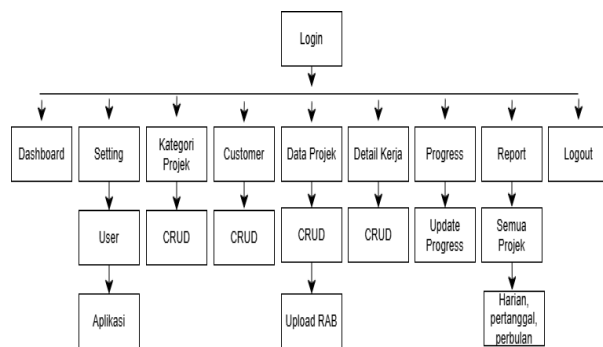 Login
Dashboard
Setting
Kategori
Projek
Customer
Data Projek
Detail Kerja
Progress
Report
Logout
User
CRUD
CRUD
CRUD
CRUD
Update
Progress
Semua
Projek
Aplikasi
Upload RAB
Harian,
pertanggal,
perbulan